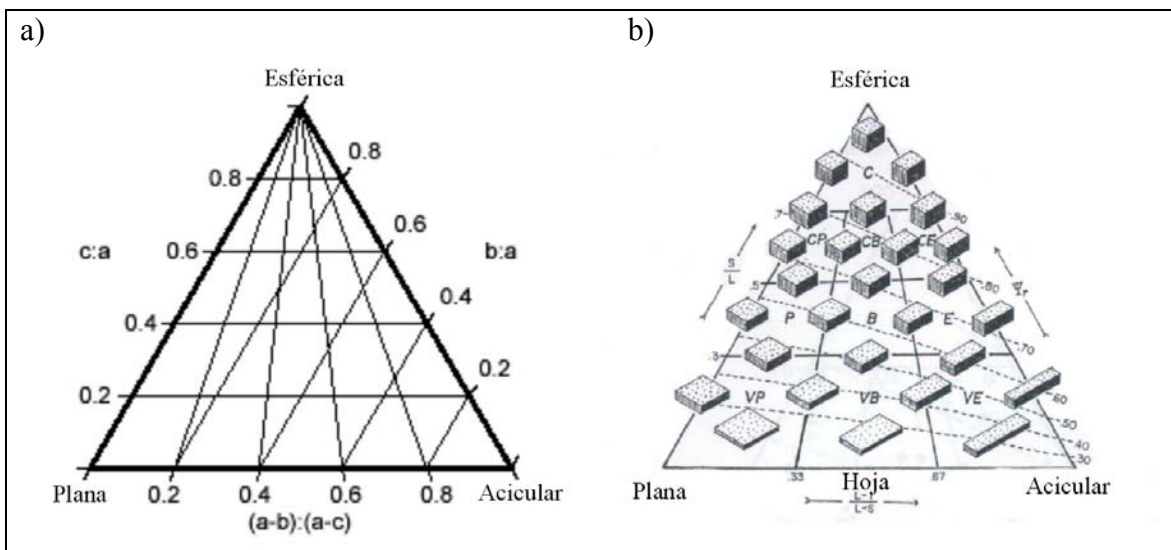 a)
Esférica
0.8
0.8
0.6
c:a
0.6
b:a
0.4
0.4
0.2
0.2
Plana
0.2
0.4
0.6
0.8
Acicular
(a-b):(a-c)
b)
Esférica
C
.7
.90
CP
CB
CE
S
L
.5
.80
Ψr
P
B
E
.70
.3
VP
VB
VE
.60
.50
.40
.30
Plana
.33
Hoja
.67
Acicular
L-I
L-S